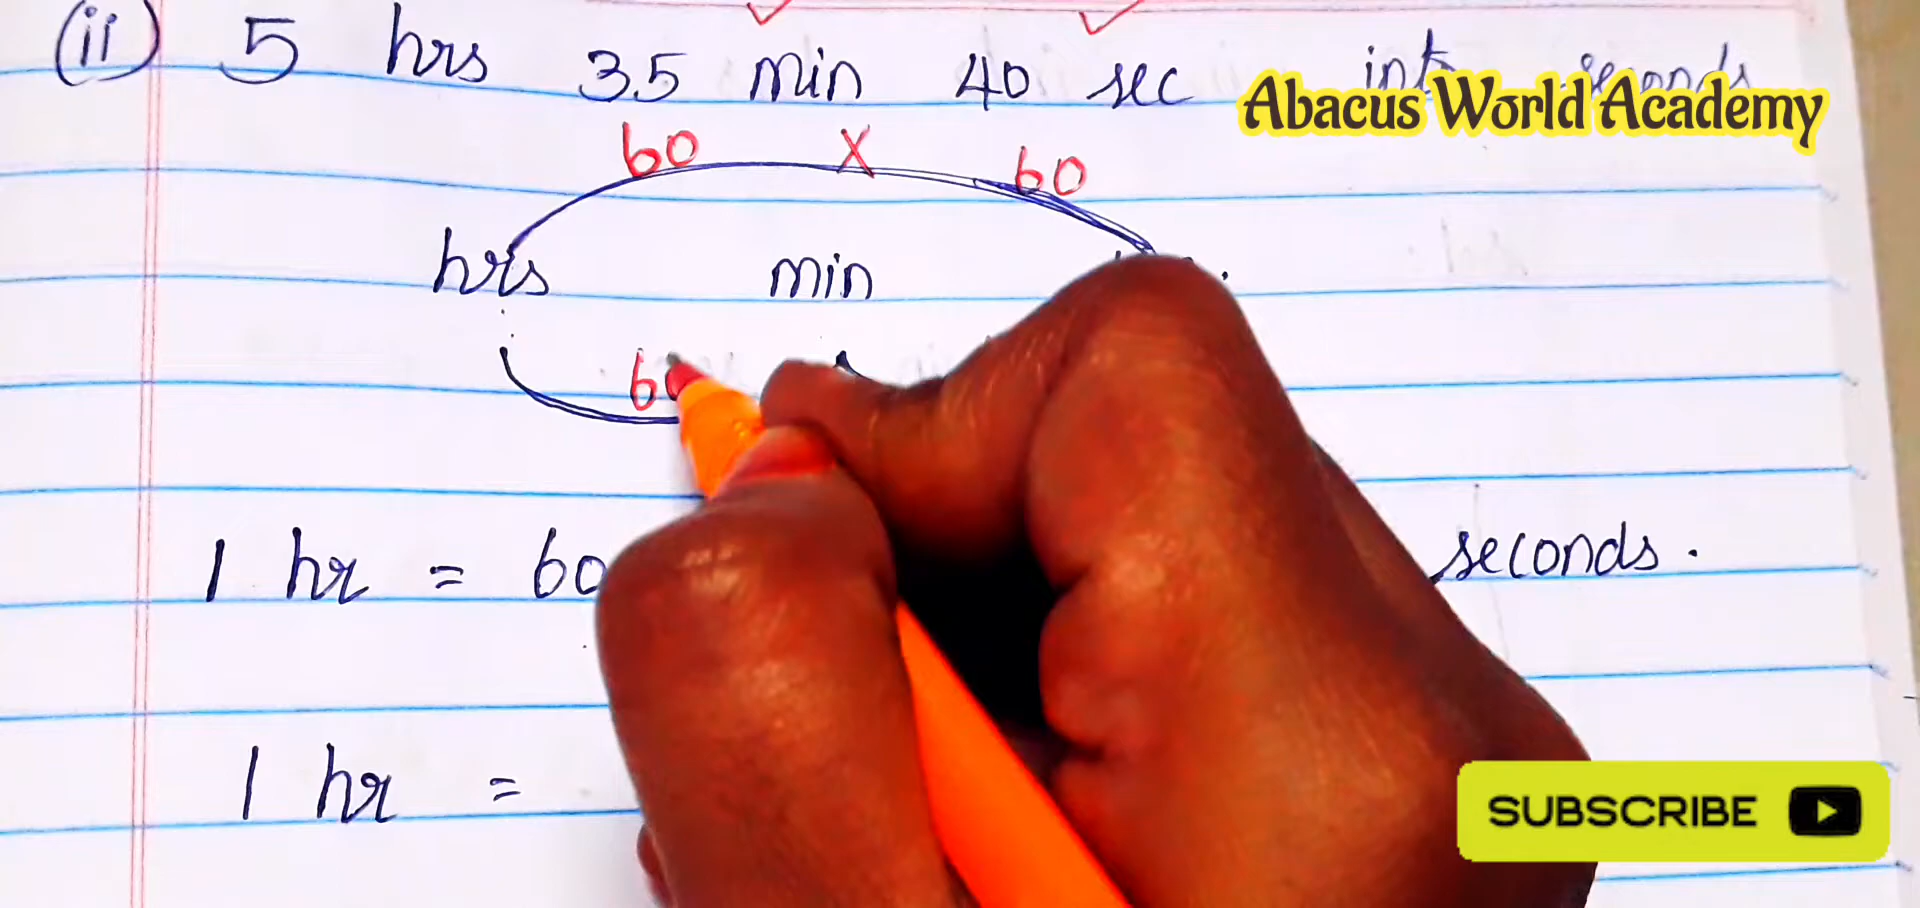 (ii) 5 hrs 35 min 40 sec into seconds
Abacus World Academy
60 X 60
hrs min
60
1 hr = 60 seconds.
1 hr =
SUBSCRIBE